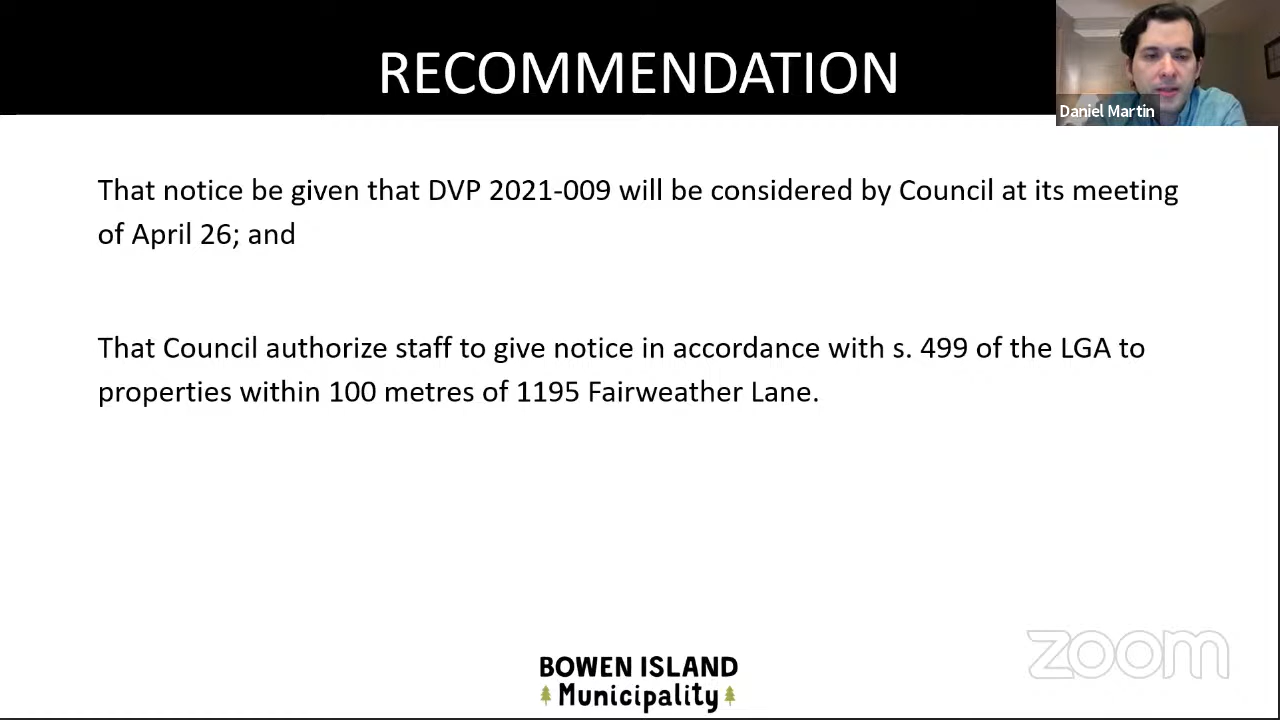 RECOMMENDATION
Daniel Martin
That notice be given that DVP 2021-009 will be considered by Council at its meeting
of April 26; and
That Council authorize staff to give notice in accordance with s. 499 of the LGA to
properties within 100 metres of 1195 Fairweather Lane.
zoom
BOWEN ISLAND
Municipality